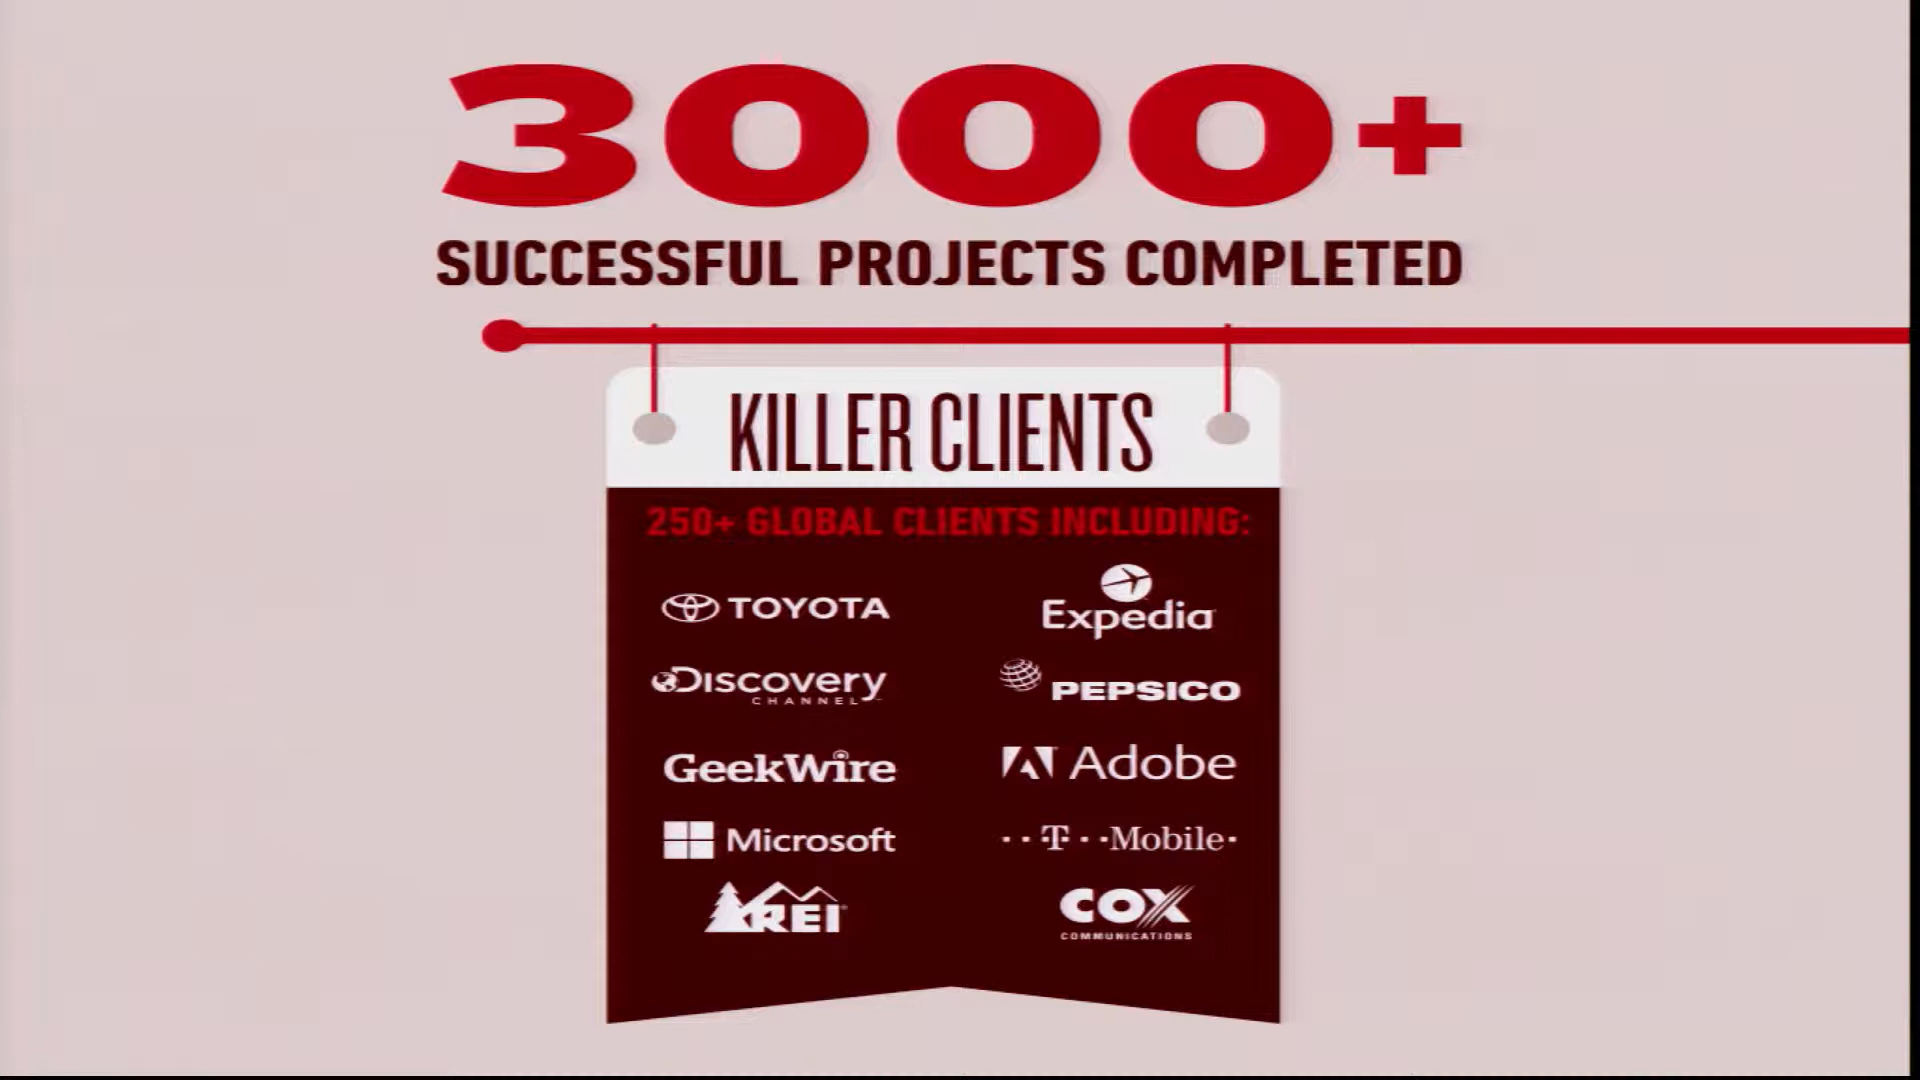 3000+
SUCCESSFUL PROJECTS COMPLETED
KILLER CLIENTS
250+ GLOBAL CLIENTS INCLUDING:
TOYOTA
Expedia
Discovery
CHANNEL
PEPSICO
GeekWire
Adobe
Microsoft
T Mobile
REI
COX
COMMUNICATIONS